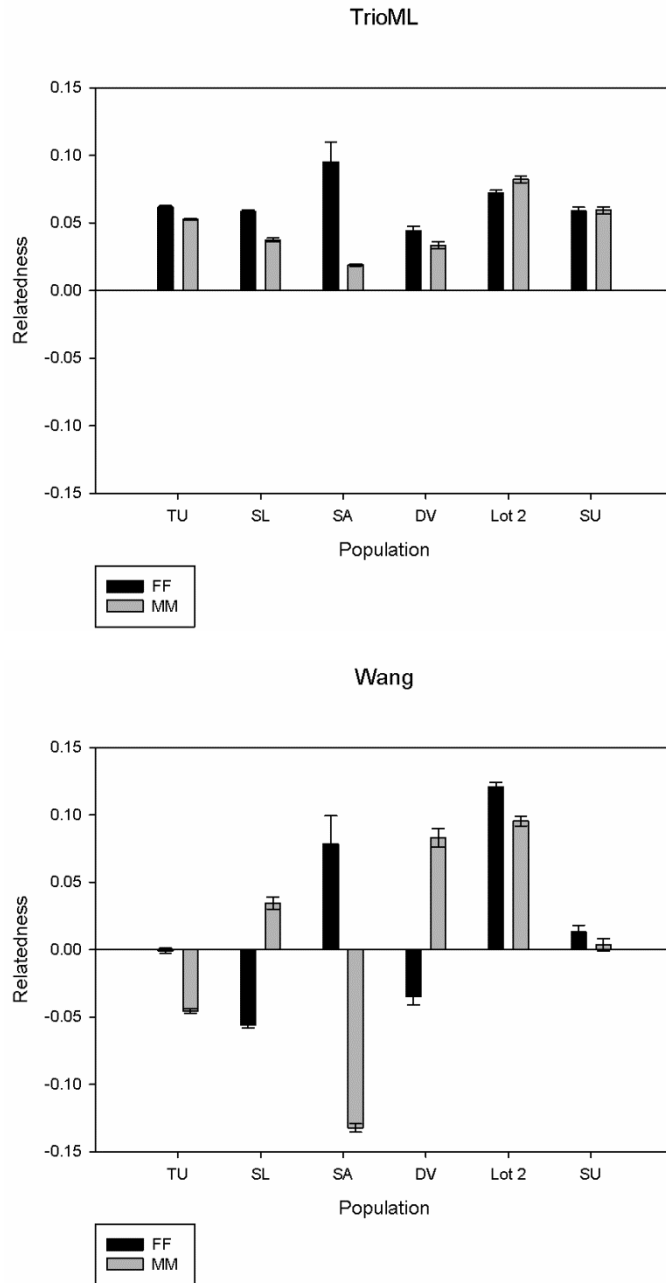 TrioML
0.15
0.10
0.05
0.00
-0.05
-0.10
-0.15
Relatedness
TU SL SA DV Lot 2 SU
Population
FF
MM
Wang
0.15
0.10
0.05
0.00
-0.05
-0.10
-0.15
Relatedness
TU SL SA DV Lot 2 SU
Population
FF
MM